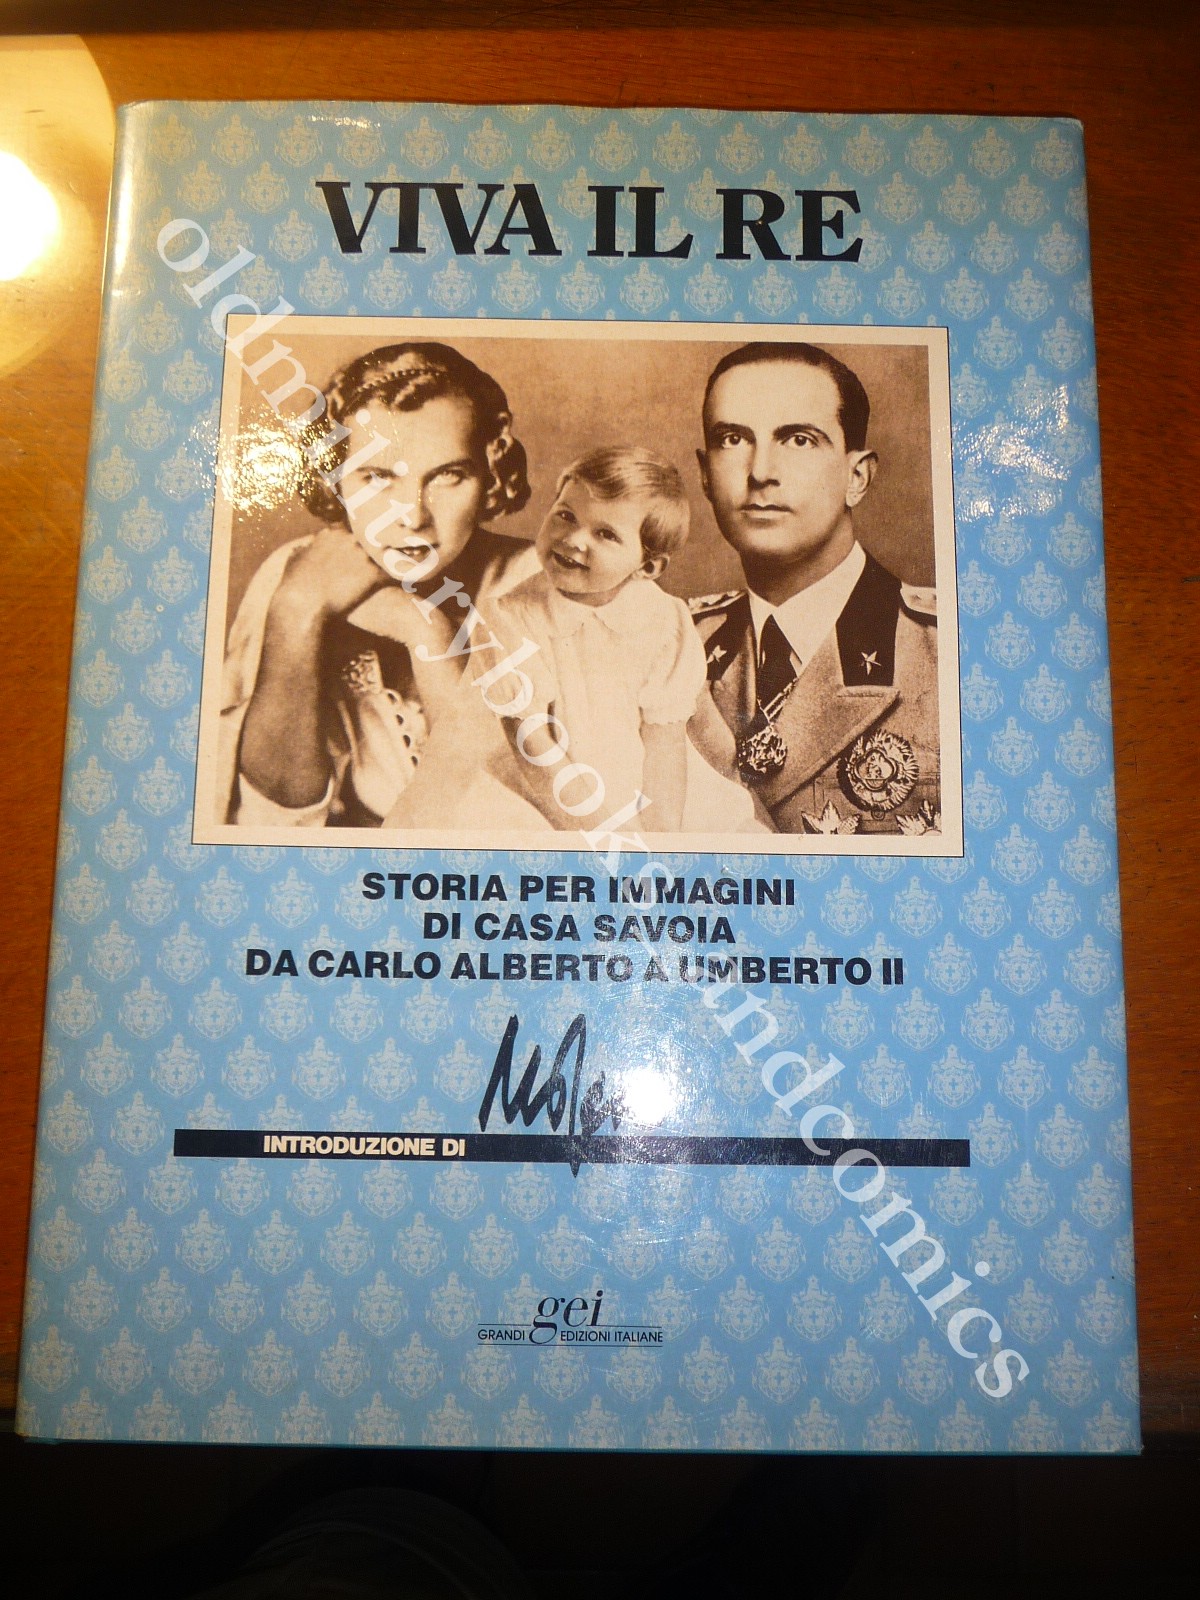 VIVA IL RE
STORIA PER IMMAGINI
DI CASA SAVOIA
DA CARLO ALBERTO A UMBERTO II
INTRODUZIONE DI
gei
GRANDI EDIZIONI ITALIANE
oldmilitarybooksandcomics